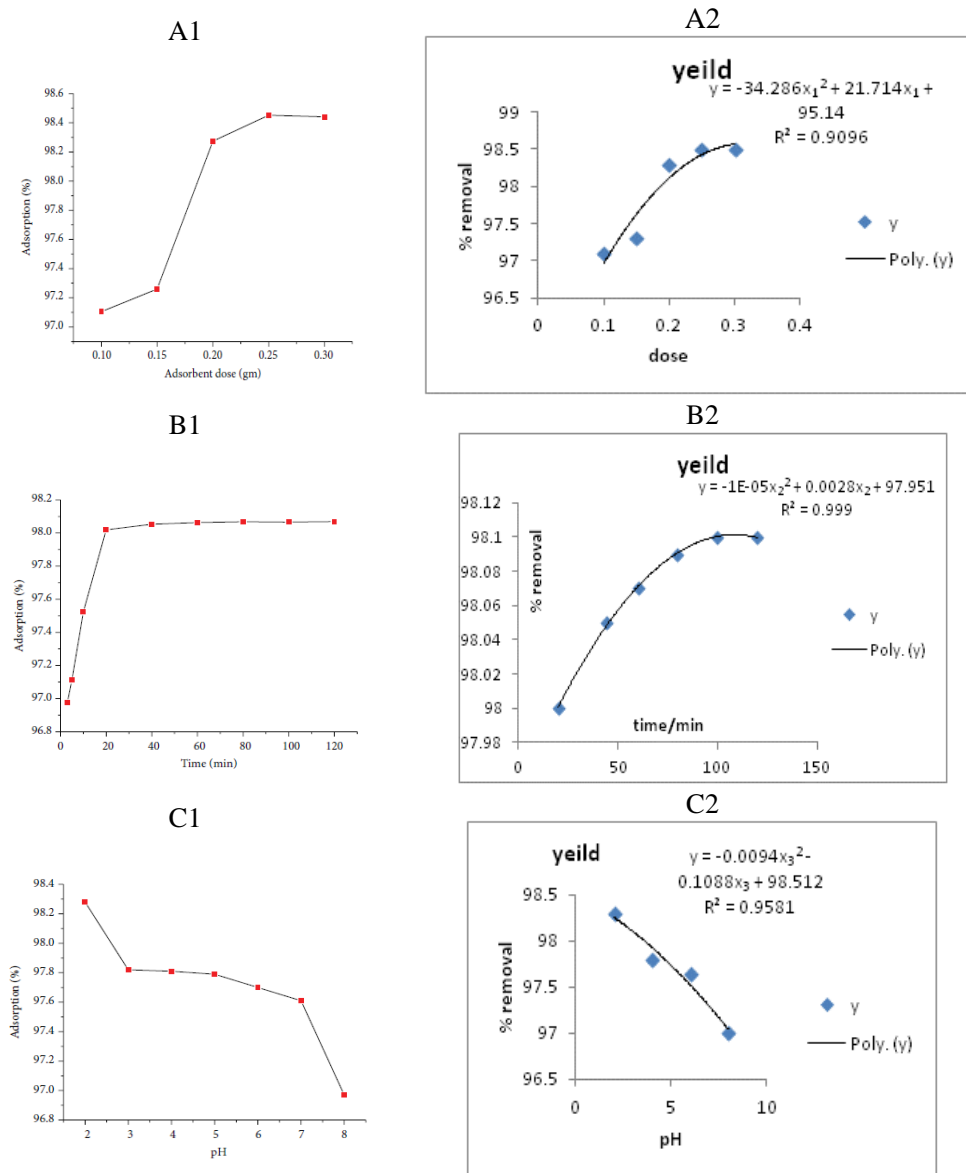 A1
98.6
98.4
98.2
98.0
97.8
97.6
97.4
97.2
97.0
Adsorption (%)
0.10 0.15 0.20 0.25 0.30
Adsorbent dose (gm)
A2
yeild
y = -34.286x₁² + 21.714x₁ +
95.14
R² = 0.9096
99
98.5
98
97.5
97
96.5
% removal
0 0.1 0.2 0.3 0.4
dose
y
Poly. (y)
B1
98.2
98.0
97.8
97.6
97.4
97.2
97.0
96.8
Adsorption (%)
0 20 40 60 80 100 120
Time (min)
B2
yeild
y = -1E-05x₂² + 0.0028x₂ + 97.951
R² = 0.999
98.12
98.1
98.08
98.06
98.04
98.02
98
97.98
% removal
time/min
0 50 100 150
y
Poly. (y)
C1
98.4
98.2
98.0
97.8
97.6
97.4
97.2
97.0
96.8
Adsorption (%)
2 3 4 5 6 7 8
pH
C2
yeild
y = -0.0094x₃² -
0.1088x₃ + 98.512
R² = 0.9581
98.5
98
97.5
97
96.5
% removal
0 5 10
pH
y
Poly. (y)